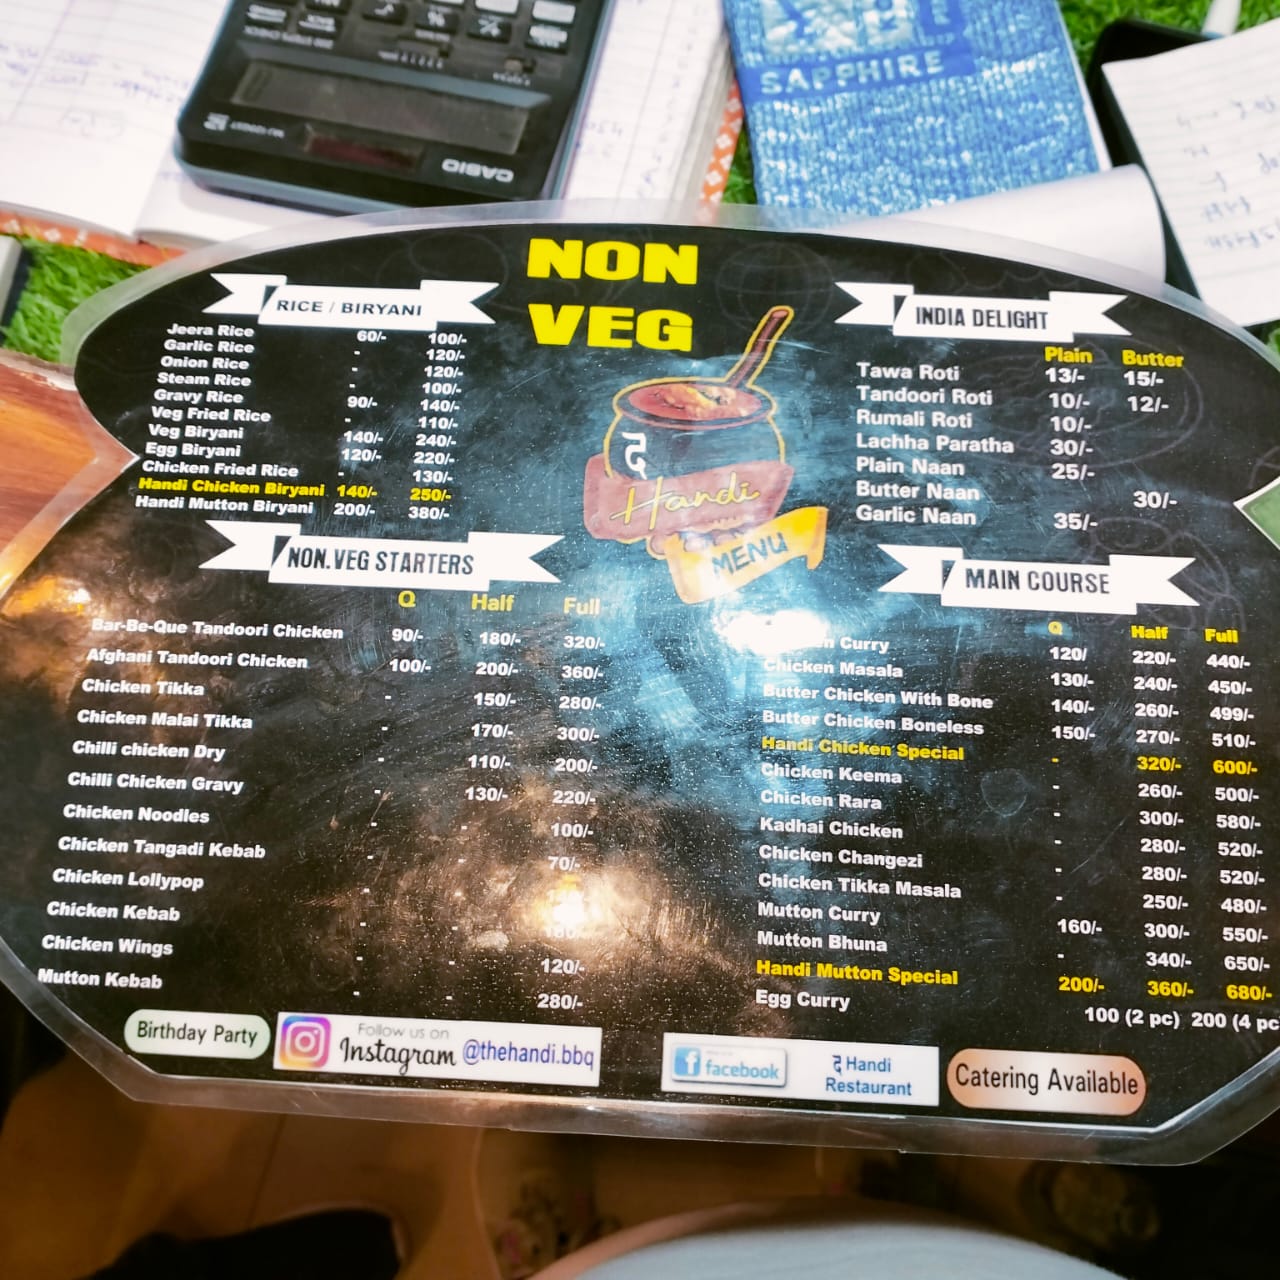 SAPPHIRE
CASIO
NON
VEG
RICE / BIRYANI
Jeera Rice 60/- 100/-
Garlic Rice - 120/-
Onion Rice - 120/-
Steam Rice - 100/-
Gravy Rice 90/- 140/-
Veg Fried Rice - 110/-
Veg Biryani 140/- 240/-
Egg Biryani 120/- 220/-
Chicken Fried Rice - 130/-
Handi Chicken Biryani 140/- 250/-
Handi Mutton Biryani 200/- 380/-
द
Handi
MENU
INDIA DELIGHT
Plain Butter
Tawa Roti 13/- 15/-
Tandoori Roti 10/- 12/-
Rumali Roti 10/-
Lachha Paratha 30/-
Plain Naan 25/-
Butter Naan 30/-
Garlic Naan 35/-
NON.VEG STARTERS
Q Half Full
Bar-Be-Que Tandoori Chicken 90/- 180/- 320/-
Afghani Tandoori Chicken 100/- 200/- 360/-
Chicken Tikka - 150/- 280/-
Chicken Malai Tikka - 170/- 300/-
Chilli chicken Dry - 110/- 200/-
Chilli Chicken Gravy - 130/- 220/-
Chicken Noodles - - 100/-
Chicken Tangadi Kebab - - 70/-
Chicken Lollypop
Chicken Kebab
Chicken Wings - - 120/-
Mutton Kebab - - 280/-
MAIN COURSE
Q Half Full
Curry 120/ 220/- 440/-
Chicken Masala 130/- 240/- 450/-
Butter Chicken With Bone 140/- 260/- 499/-
Butter Chicken Boneless 150/- 270/- 510/-
Handi Chicken Special - 320/- 600/-
Chicken Keema - 260/- 500/-
Chicken Rara - 300/- 580/-
Kadhai Chicken - 280/- 520/-
Chicken Changezi - 280/- 520/-
Chicken Tikka Masala - 250/- 480/-
Mutton Curry 160/- 300/- 550/-
Mutton Bhuna - 340/- 650/-
Handi Mutton Special 200/- 360/- 680/-
Egg Curry 100 (2 pc) 200 (4 pc
Birthday Party
Follow us on
Instagram @thehandi.bbq
facebook
द Handi
Restaurant
Catering Available